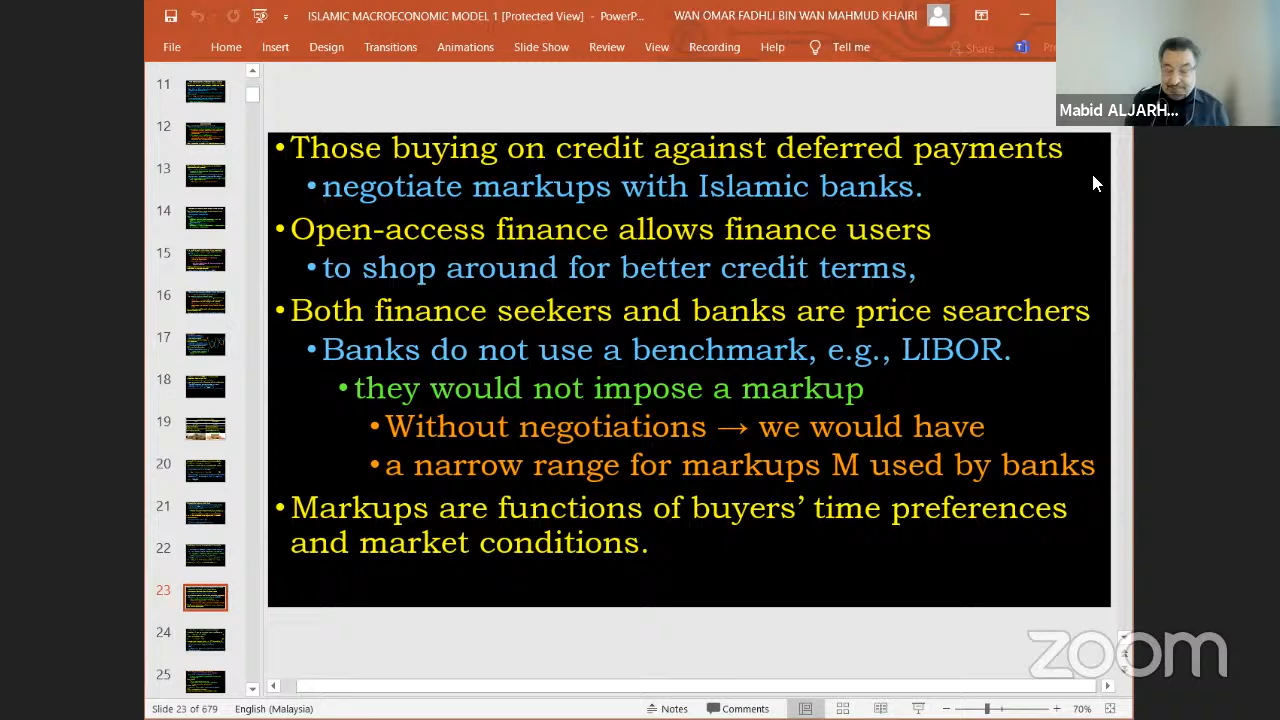 ISLAMIC MACROECONOMIC MODEL 1 [Protected View] - PowerP...
WAN OMAR FADHLI BIN WAN MAHMUD KHAIRI
File Home Insert Design Transitions Animations Slide Show Review View Recording Help Tell me Share Pre
Mabid ALJARH...
• Those buying on credit against deferred payments
• negotiate markups with Islamic banks.
• Open-access finance allows finance users
• to shop around for better credit terms,
• Both finance seekers and banks are price searchers
• Banks do not use a benchmark, e.g., LIBOR.
• they would not impose a markup
• Without negotiations → we would have
• a narrow range for markups M used by banks
• Markups are functions of buyers' time preferences
and market conditions
11
12
13
14
15
16
17
18
19
20
21
22
23
24
25
zoom
Slide 23 of 679 English (Malaysia) Notes Comments 70%